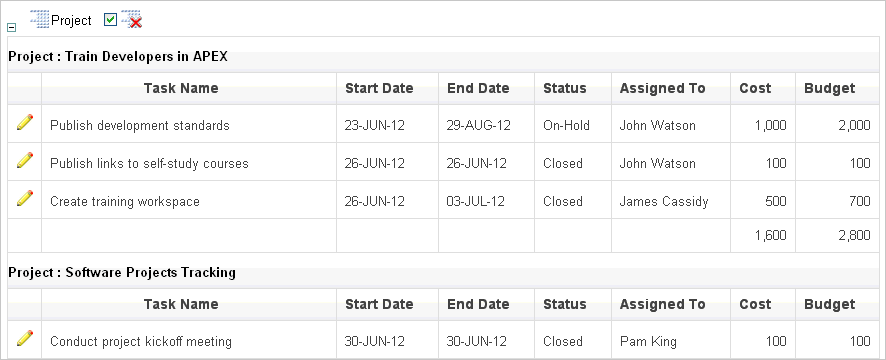 Project
Project : Train Developers in APEX
Task Name Start Date End Date Status Assigned To Cost Budget
Publish development standards 23-JUN-12 29-AUG-12 On-Hold John Watson 1,000 2,000
Publish links to self-study courses 26-JUN-12 26-JUN-12 Closed John Watson 100 100
Create training workspace 26-JUN-12 03-JUL-12 Closed James Cassidy 500 700
1,600 2,800
Project : Software Projects Tracking
Task Name Start Date End Date Status Assigned To Cost Budget
Conduct project kickoff meeting 30-JUN-12 30-JUN-12 Closed Pam King 100 100